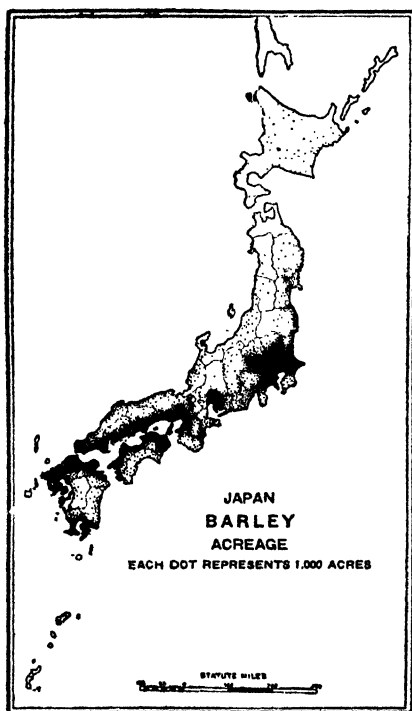 JAPAN
BARLEY
ACREAGE
EACH DOT REPRESENTS 1,000 ACRES
STATUTE MILES